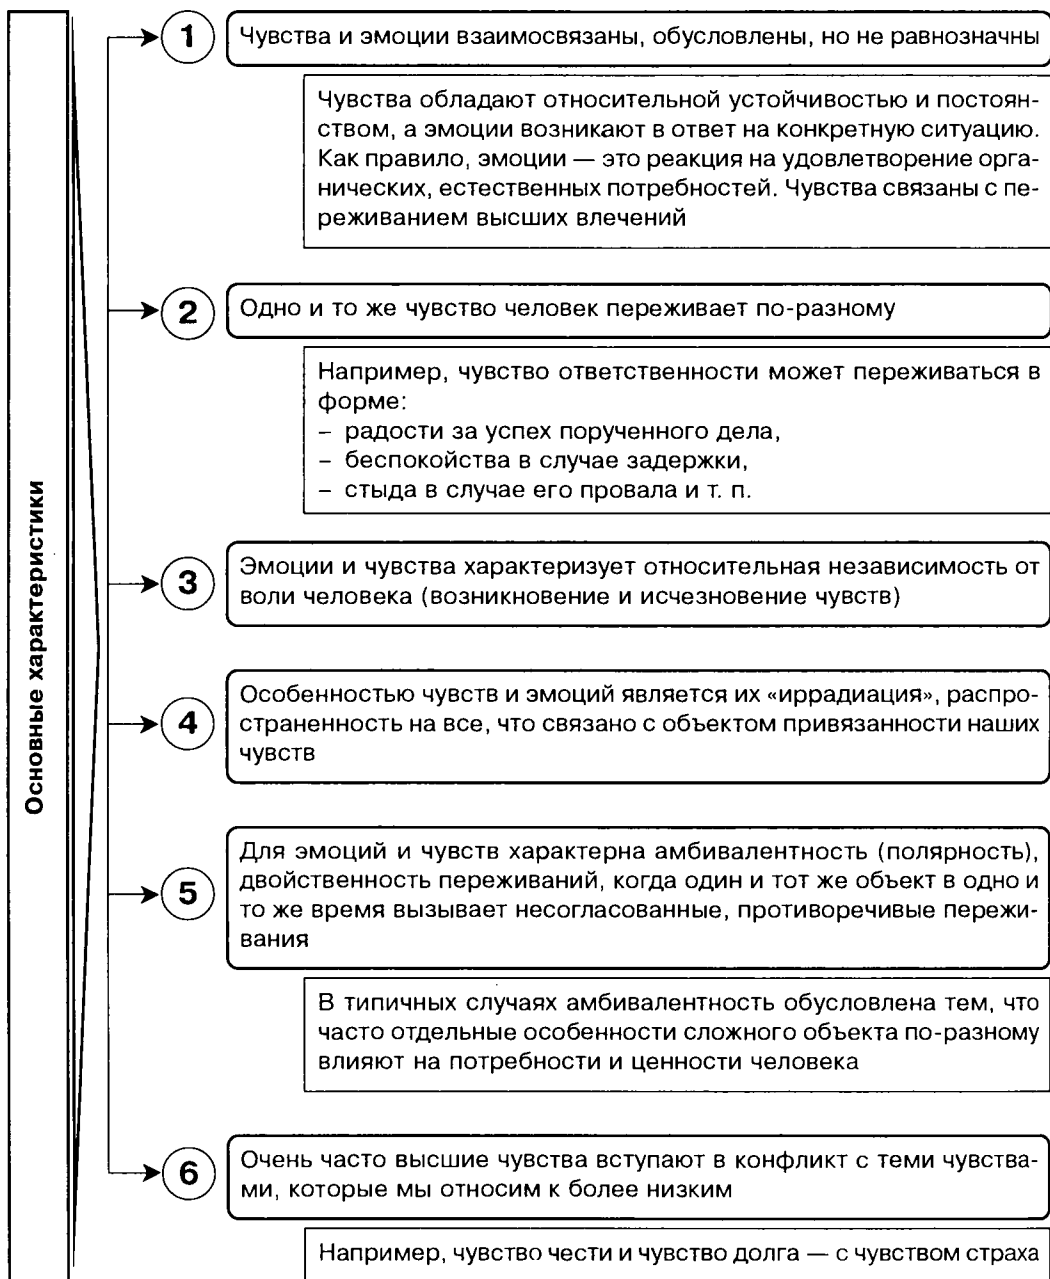 Основные характеристики
1
Чувства и эмоции взаимосвязаны, обусловлены, но не равнозначны
Чувства обладают относительной устойчивостью и постоян-
ством, а эмоции возникают в ответ на конкретную ситуацию.
Как правило, эмоции — это реакция на удовлетворение орга-
нических, естественных потребностей. Чувства связаны с пе-
реживанием высших влечений
2
Одно и то же чувство человек переживает по-разному
Например, чувство ответственности может переживаться в
форме:
– радости за успех порученного дела,
– беспокойства в случае задержки,
– стыда в случае его провала и т. п.
3
Эмоции и чувства характеризует относительная независимость от
воли человека (возникновение и исчезновение чувств)
4
Особенностью чувств и эмоций является их «иррадиация», распро-
страненность на все, что связано с объектом привязанности наших
чувств
5
Для эмоций и чувств характерна амбивалентность (полярность),
двойственность переживаний, когда один и тот же объект в одно и
то же время вызывает несогласованные, противоречивые пережи-
вания
В типичных случаях амбивалентность обусловлена тем, что
часто отдельные особенности сложного объекта по-разному
влияют на потребности и ценности человека
6
Очень часто высшие чувства вступают в конфликт с теми чувства-
ми, которые мы относим к более низким
Например, чувство чести и чувство долга — с чувством страха